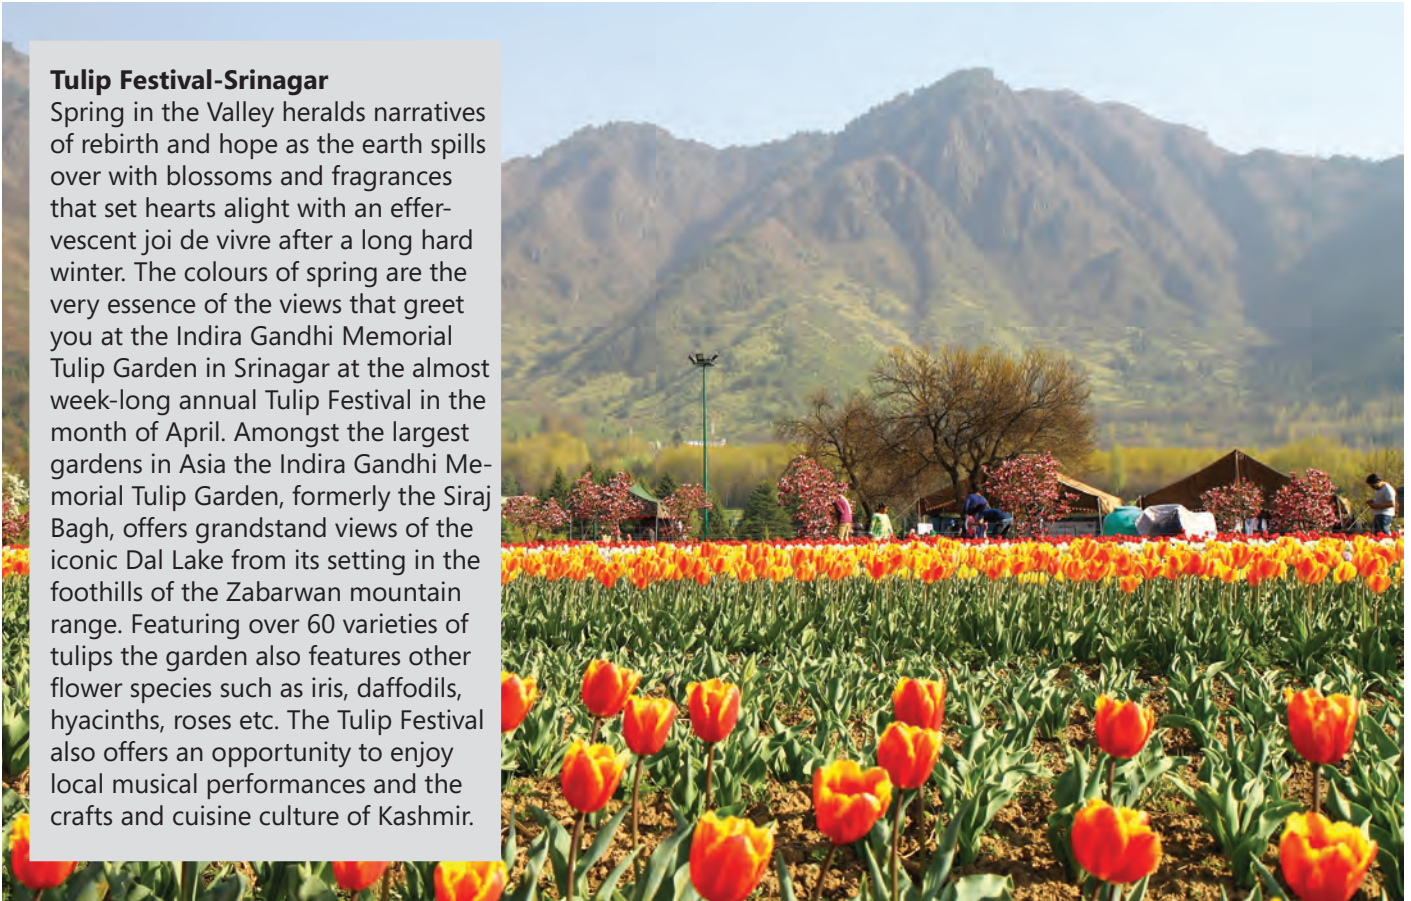 Tulip Festival-Srinagar
Spring in the Valley heralds narratives
of rebirth and hope as the earth spills
over with blossoms and fragrances
that set hearts alight with an effer-
vescent joi de vivre after a long hard
winter. The colours of spring are the
very essence of the views that greet
you at the Indira Gandhi Memorial
Tulip Garden in Srinagar at the almost
week-long annual Tulip Festival in the
month of April. Amongst the largest
gardens in Asia the Indira Gandhi Me-
morial Tulip Garden, formerly the Siraj
Bagh, offers grandstand views of the
iconic Dal Lake from its setting in the
foothills of the Zabarwan mountain
range. Featuring over 60 varieties of
tulips the garden also features other
flower species such as iris, daffodils,
hyacinths, roses etc. The Tulip Festival
also offers an opportunity to enjoy
local musical performances and the
crafts and cuisine culture of Kashmir.